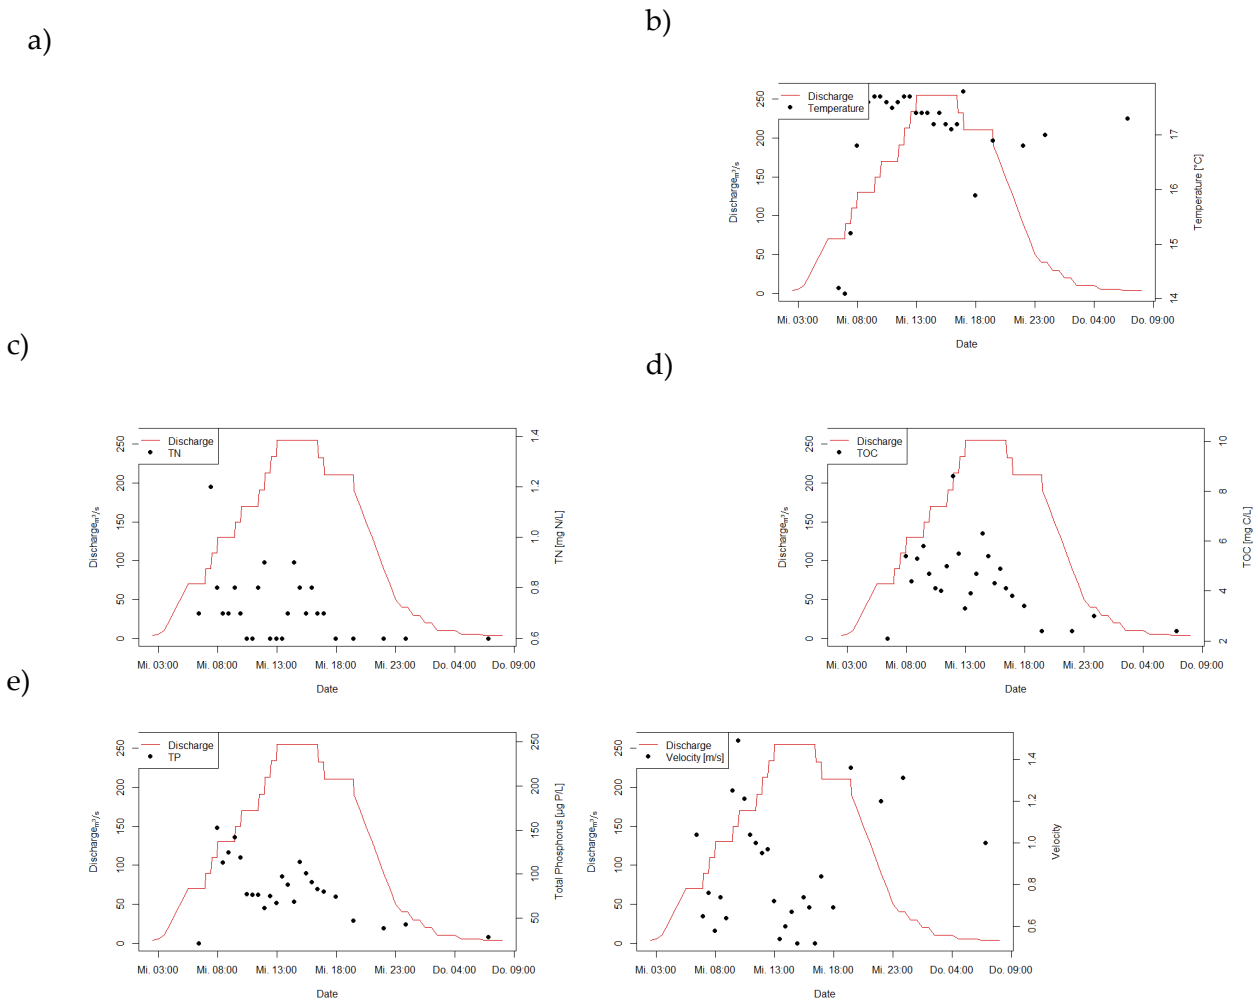 a)
b)
Discharge
Temperature
0 50 100 150 200 250
Discharge m³/s
14 15 16 17
Temperature [°C]
Mi. 03:00 Mi. 08:00 Mi. 13:00 Mi. 18:00 Mi. 23:00 Do. 04:00 Do. 09:00
Date
c)
Discharge
TN
0 50 100 150 200 250
Discharge m³/s
0.6 0.8 1.0 1.2 1.4
TN [mg N/L]
Mi. 03:00 Mi. 08:00 Mi. 13:00 Mi. 18:00 Mi. 23:00 Do. 04:00 Do. 09:00
Date
d)
Discharge
TOC
0 50 100 150 200 250
Discharge m³/s
2 4 6 8 10
TOC [mg C/L]
Mi. 03:00 Mi. 08:00 Mi. 13:00 Mi. 18:00 Mi. 23:00 Do. 04:00 Do. 09:00
Date
e)
Discharge
TP
0 50 100 150 200 250
Discharge m³/s
50 100 150 200 250
Total Phosphorus [µg P/L]
Mi. 03:00 Mi. 08:00 Mi. 13:00 Mi. 18:00 Mi. 23:00 Do. 04:00 Do. 09:00
Date
Discharge
Velocity [m/s]
0 50 100 150 200 250
Discharge m³/s
0.6 0.8 1.0 1.2 1.4
Velocity
Mi. 03:00 Mi. 08:00 Mi. 13:00 Mi. 18:00 Mi. 23:00 Do. 04:00 Do. 09:00
Date